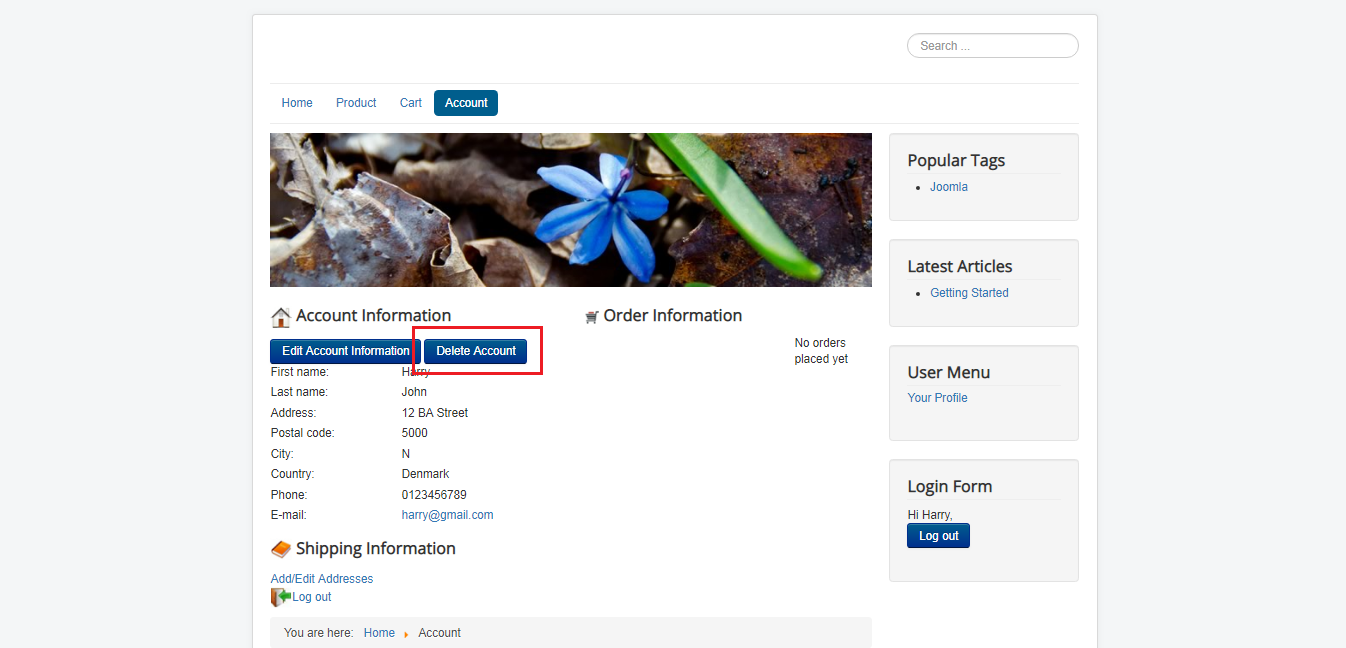 Search ...
Home Product Cart Account
Account Information
Edit Account Information Delete Account
First name: Harry
Last name: John
Address: 12 BA Street
Postal code: 5000
City: N
Country: Denmark
Phone: 0123456789
E-mail: harry@gmail.com
Order Information
No orders
placed yet
Shipping Information
Add/Edit Addresses
Log out
You are here: Home Account
Popular Tags
Joomla
Latest Articles
Getting Started
User Menu
Your Profile
Login Form
Hi Harry,
Log out